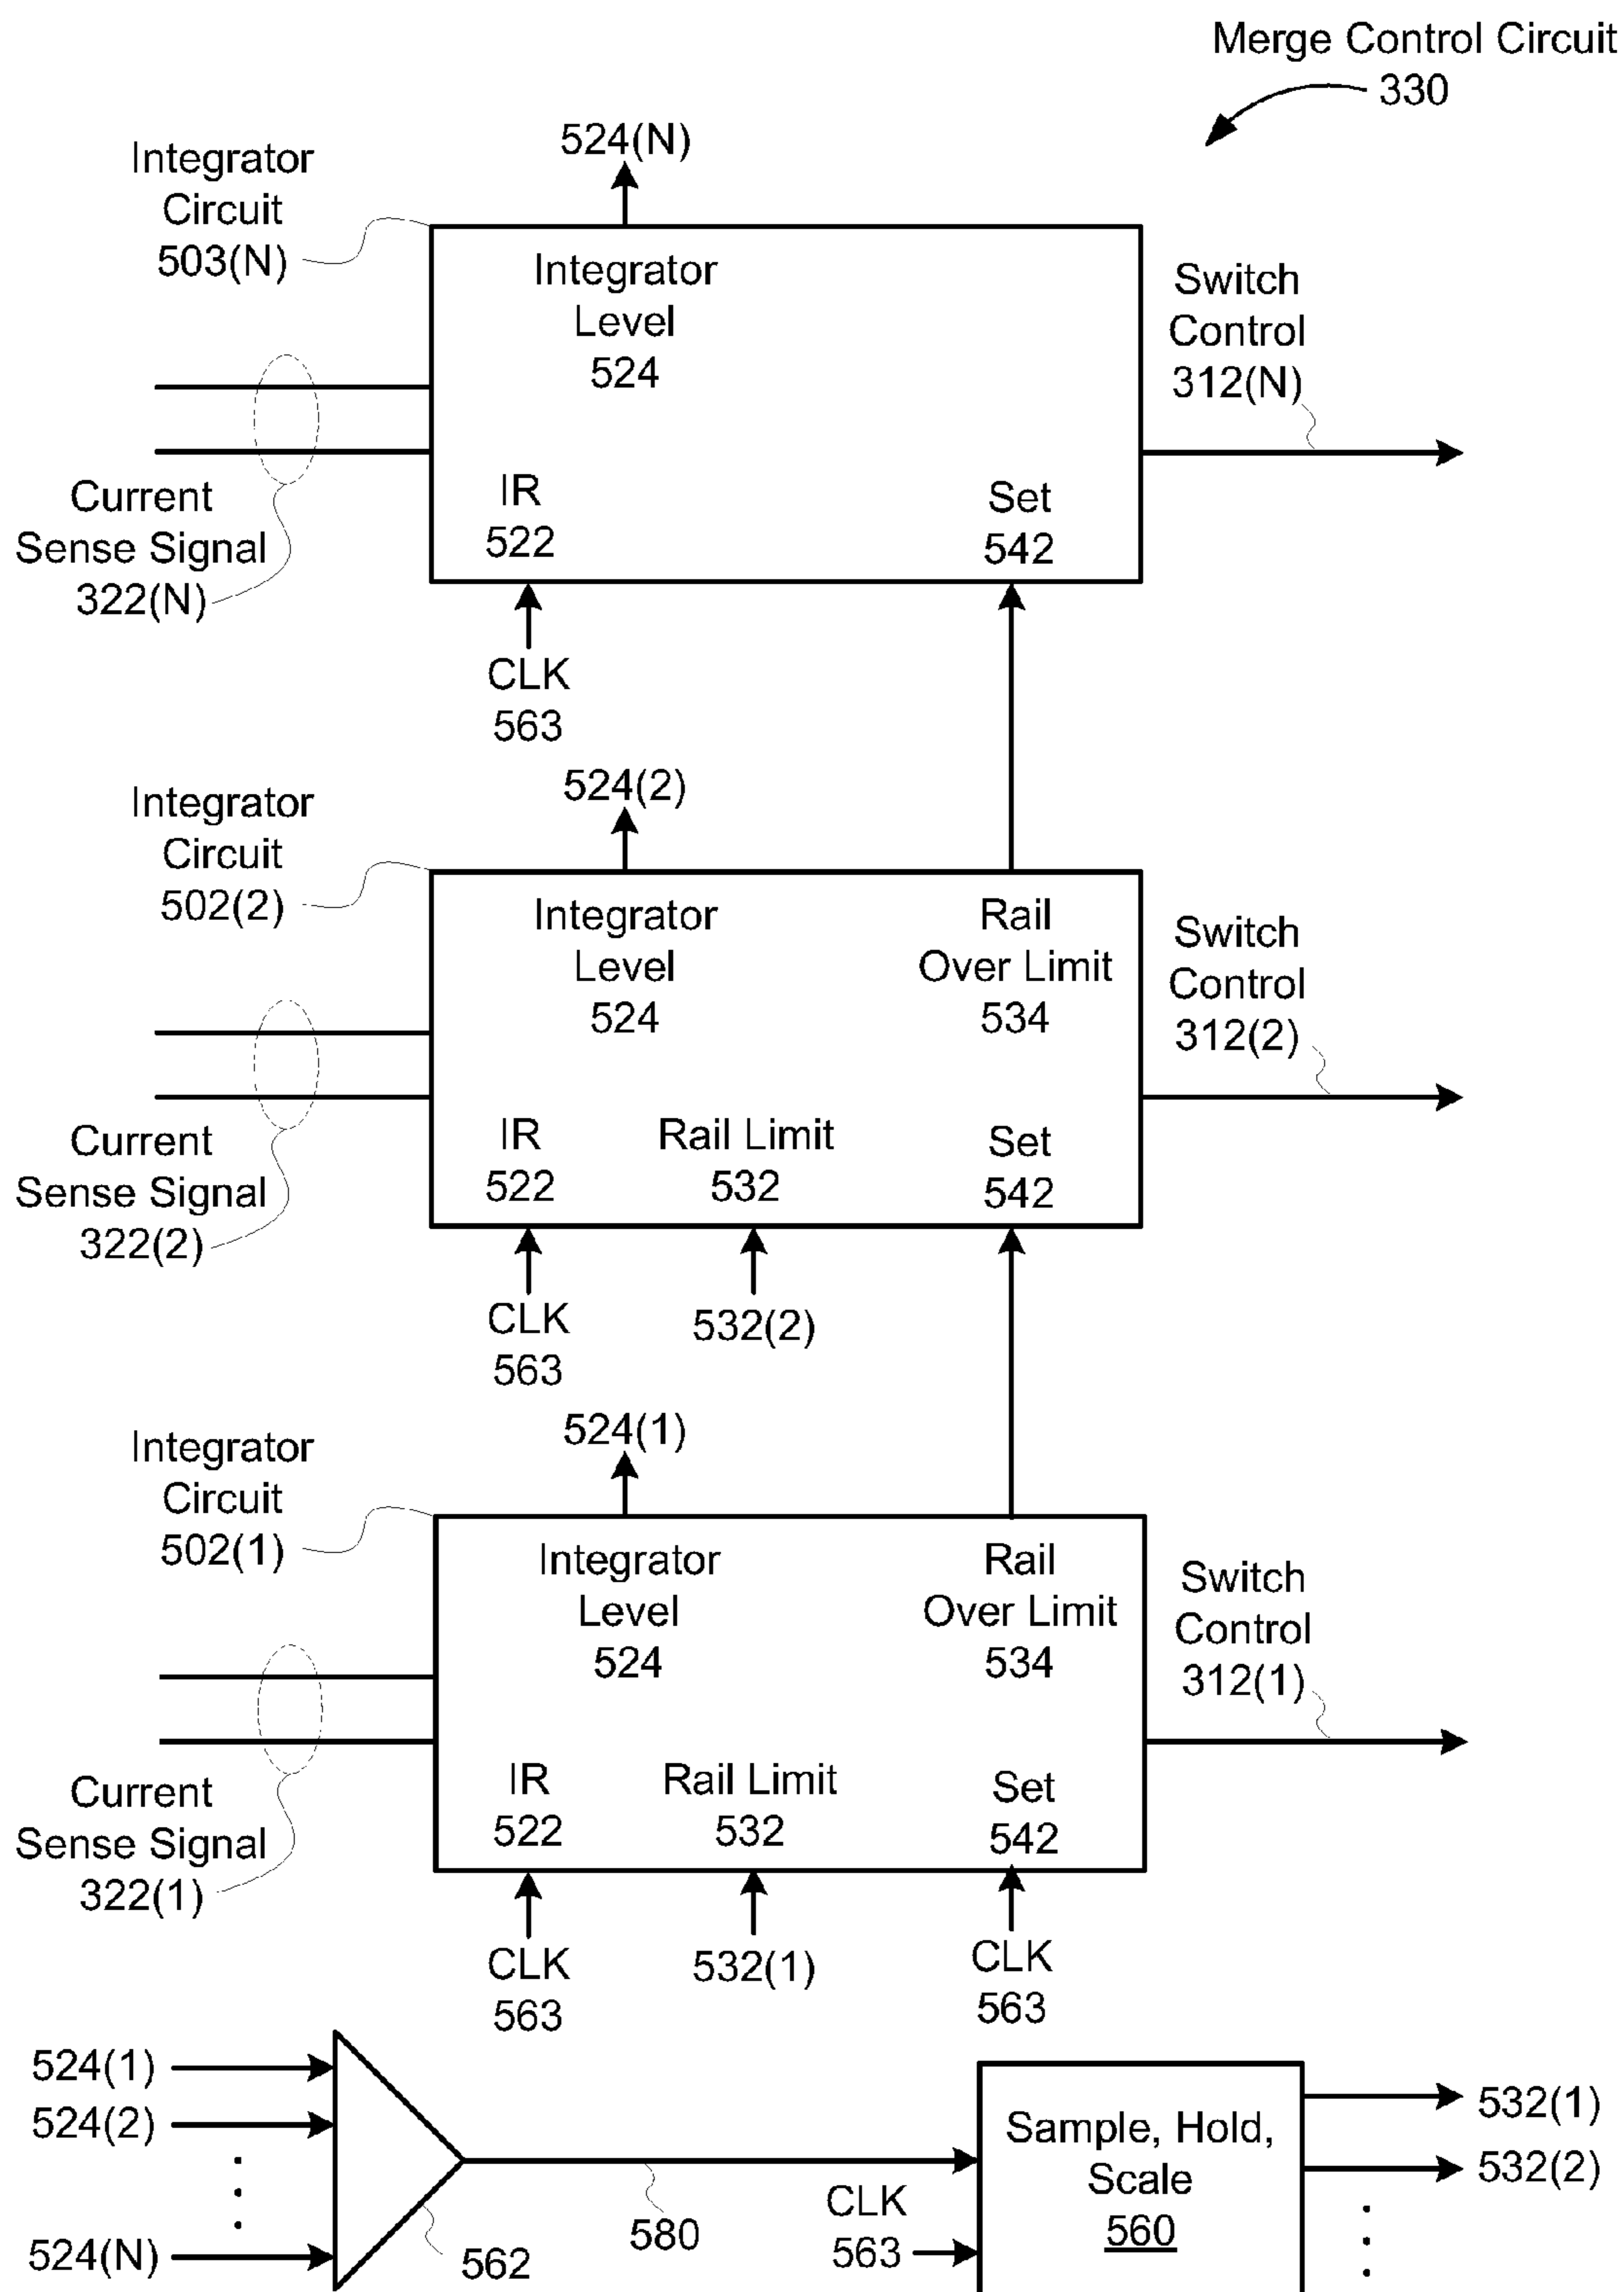 Merge Control Circuit
330
524(N)
Integrator
Circuit
503(N)
Integrator
Level
524
Switch
Control
312(N)
Current
Sense Signal
322(N)
IR
522
Set
542
CLK
563
524(2)
Integrator
Circuit
502(2)
Integrator
Level
524
Rail
Over Limit
534
Switch
Control
312(2)
Current
Sense Signal
322(2)
IR
522
Rail Limit
532
Set
542
CLK
563
532(2)
524(1)
Integrator
Circuit
502(1)
Integrator
Level
524
Rail
Over Limit
534
Switch
Control
312(1)
Current
Sense Signal
322(1)
IR
522
Rail Limit
532
Set
542
CLK
563
532(1)
CLK
563
524(1)
524(2)
524(N)
562
580
CLK
563
Sample, Hold,
Scale
560
532(1)
532(2)